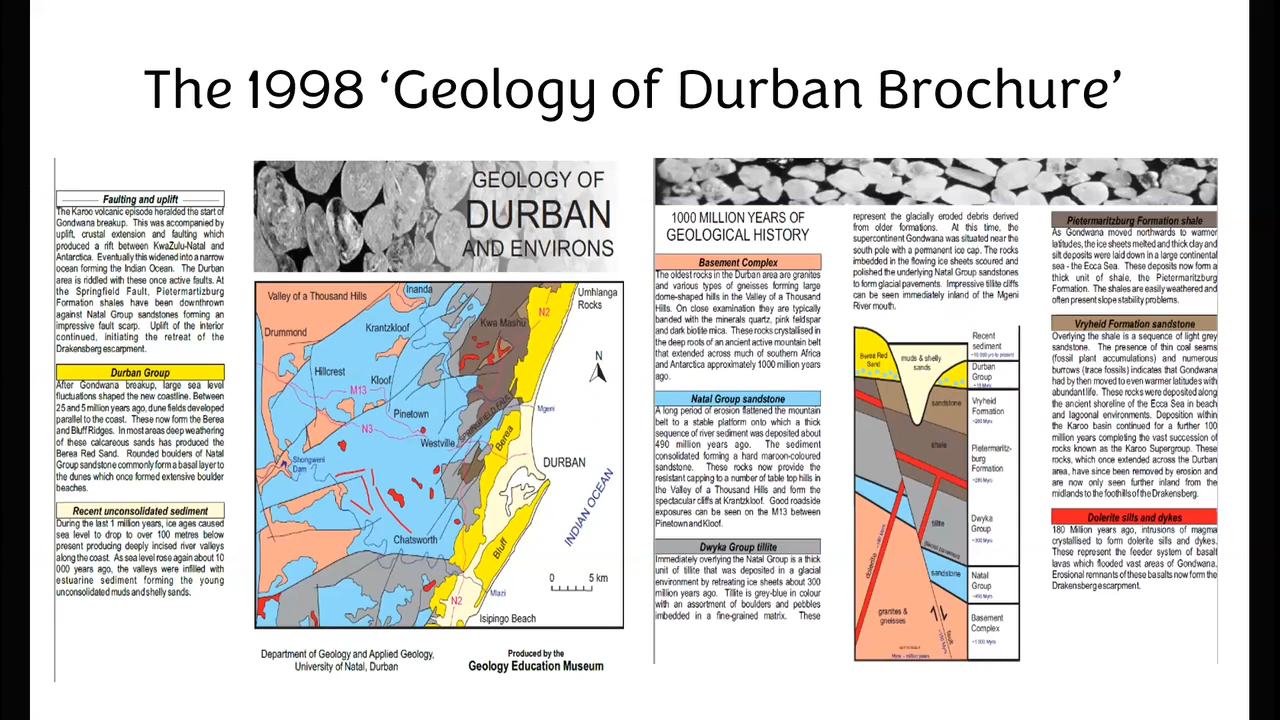 The 1998 ‘Geology of Durban Brochure’
Faulting and uplift
The Karoo volcanic episode heralded the start of
Gondwana breakup. This was accompanied by
uplift, crustal extension and faulting which
produced a rift between KwaZulu-Natal and
Antarctica. Eventually this widened into a narrow
ocean forming the Indian Ocean. The Durban
area is riddled with these once active faults. At
the Springfield Fault, Pietermartizburg
Formation shales have been downthrown
against Natal Group sandstones forming an
impressive fault scarp. Uplift of the interior
continued, initiating the retreat of the
Drakensberg escarpment.
Durban Group
After Gondwana breakup, large sea level
fluctuations shaped the new coastline. Between
25 and 5 million years ago, dune fields developed
parallel to the coast. These now form the Berea
and Bluff Ridges. In most areas deep weathering
of these calcareous sands has produced the
Berea Red Sand. Rounded boulders of Natal
Group sandstone commonly form a basal layer to
the dunes which once formed extensive boulder
beaches.
Recent unconsolidated sediment
During the last 1 million years, ice ages caused
sea level to drop to over 100 metres below
present producing deeply incised river valleys
along the coast. As sea level rose again about 10
000 years ago, the valleys were infilled with
estuarine sediment forming the young
unconsolidated muds and shelly sands.
GEOLOGY OF
DURBAN
AND ENVIRONS
Valley of a Thousand Hills
Inanda
Umhlanga
Rocks
N2
Drummond
Krantzkloof
Kwa Mashu
N
Hillcrest
Kloof
M13
Pinetown
Mgeni
N3
Westville
Berea
Shongweni
Dam
DURBAN
INDIAN OCEAN
Chatsworth
Bluff
0 5 km
Mlazi
N2
Isipingo Beach
Department of Geology and Applied Geology,
University of Natal, Durban
Produced by the
Geology Education Museum
1000 MILLION YEARS OF
GEOLOGICAL HISTORY
Basement Complex
The oldest rocks in the Durban area are granites
and various types of gneisses forming large
dome-shaped hills in the Valley of a Thousand
Hills. On close examination they are typically
banded with the minerals quartz, pink feldspar
and dark biotite mica. These rocks crystallised in
the deep roots of an ancient active mountain belt
that extended across much of southern Africa
and Antarctica approximately 1000 million years
ago.
Natal Group sandstone
A long period of erosion flattened the mountain
belt to a stable platform onto which a thick
sequence of river sediment was deposited about
490 million years ago. The sediment
consolidated forming a hard maroon-coloured
sandstone. These rocks now provide the
resistant capping to a number of table top hills in
the Valley of a Thousand Hills and form the
spectacular cliffs at Krantzkloof. Good roadside
exposures can be seen on the M13 between
Pinetown and Kloof.
Dwyka Group tillite
Immediately overlying the Natal Group is a thick
unit of tillite that was deposited in a glacial
environment by retreating ice sheets about 300
million years ago. Tillite is grey-blue in colour
with an assortment of boulders and pebbles
imbedded in a fine-grained matrix. These
represent the glacially eroded debris derived
from older formations. At this time, the
supercontinent Gondwana was situated near the
south pole with a permanent ice cap. The rocks
imbedded in the flowing ice sheets scoured and
polished the underlying Natal Group sandstones
to form glacial pavements. Impressive tillite cliffs
can be seen immediately inland of the Mgeni
River mouth.
Berea Red
Sand
muds & shelly
sands
Recent
sediment
Durban
Group
sandstone
Vryheid
Formation
shale
Pietermaritz-
burg
Formation
tillite
Dwyka
Group
dolerite
sandstone
Natal
Group
granites &
gneisses
fault
Basement
Complex
Myrs - million years
Pietermaritzburg Formation shale
As Gondwana moved northwards to warmer
latitudes, the ice sheets melted and thick clay and
silt deposits were laid down in a large continental
sea - the Ecca Sea. These deposits now form a
thick unit of shale, the Pietermaritzburg
Formation. The shales are easily weathered and
often present slope stability problems.
Vryheid Formation sandstone
Overlying the shale is a sequence of light grey
sandstone. The presence of thin coal seams
(fossil plant accumulations) and numerous
burrows (trace fossils) indicates that Gondwana
had by then moved to even warmer latitudes with
abundant life. These rocks were deposited along
the ancient shoreline of the Ecca Sea in beach
and lagoonal environments. Deposition within
the Karoo basin continued for a further 100
million years completing the vast succession of
rocks known as the Karoo Supergroup. These
rocks, which once extended across the Durban
area, have since been removed by erosion and
are now only seen further inland from the
midlands to the foothills of the Drakensberg.
Dolerite sills and dykes
180 Million years ago, intrusions of magma
crystallised to form dolerite sills and dykes.
These represent the feeder system of basalt
lavas which flooded vast areas of Gondwana.
Erosional remnants of these basalts now form the
Drakensberg escarpment.